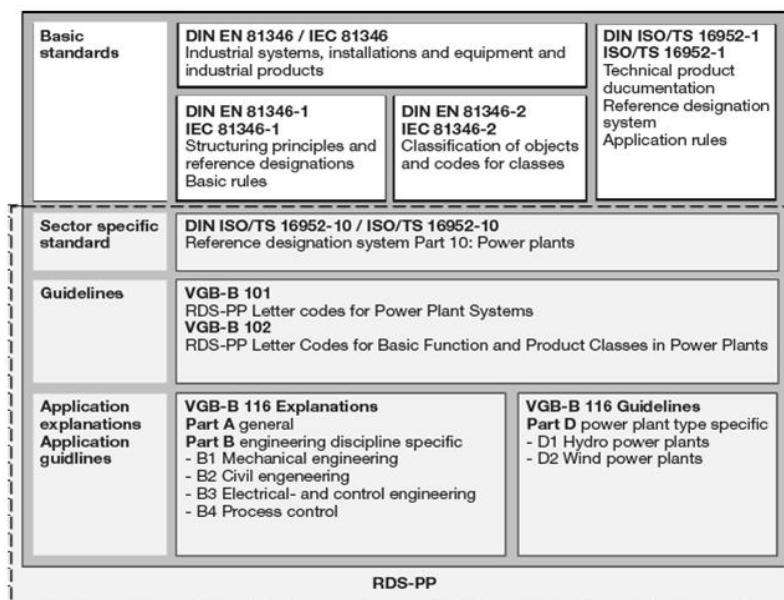 Basic
standards
DIN EN 81346 / IEC 81346
Industrial systems, installations and equipment and
industrial products
DIN EN 81346-1
IEC 81346-1
Structuring principles and
reference designations
Basic rules
DIN EN 81346-2
IEC 81346-2
Classification of objects
and codes for classes
DIN ISO/TS 16952-1
ISO/TS 16952-1
Technical product
ducumentation
Reference designation
system
Application rules
Sector specific
standard
DIN ISO/TS 16952-10 / ISO/TS 16952-10
Reference designation system Part 10: Power plants
Guidelines
VGB-B 101
RDS-PP Letter codes for Power Plant Systems
VGB-B 102
RDS-PP Letter Codes for Basic Function and Product Classes in Power Plants
Application
explanations
Application
guidlines
VGB-B 116 Explanations
Part A general
Part B engineering discipline specific
- B1 Mechanical engineering
- B2 Civil engeneering
- B3 Electrical- and control engineering
- B4 Process control
VGB-B 116 Guidelines
Part D power plant type specific
- D1 Hydro power plants
- D2 Wind power plants
RDS-PP